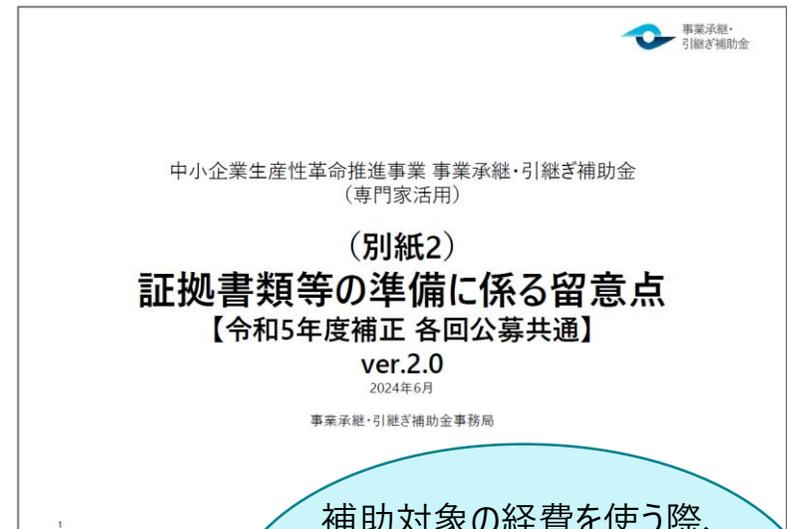 事業承継・
引継ぎ補助金
中小企業生産性革命推進事業 事業承継・引継ぎ補助金
（専門家活用）
（別紙2）
証拠書類等の準備に係る留意点
【令和5年度補正 各回公募共通】
ver.2.0
2024年6月
事業承継・引継ぎ補助金事務局
1
補助対象の経費を使う際、